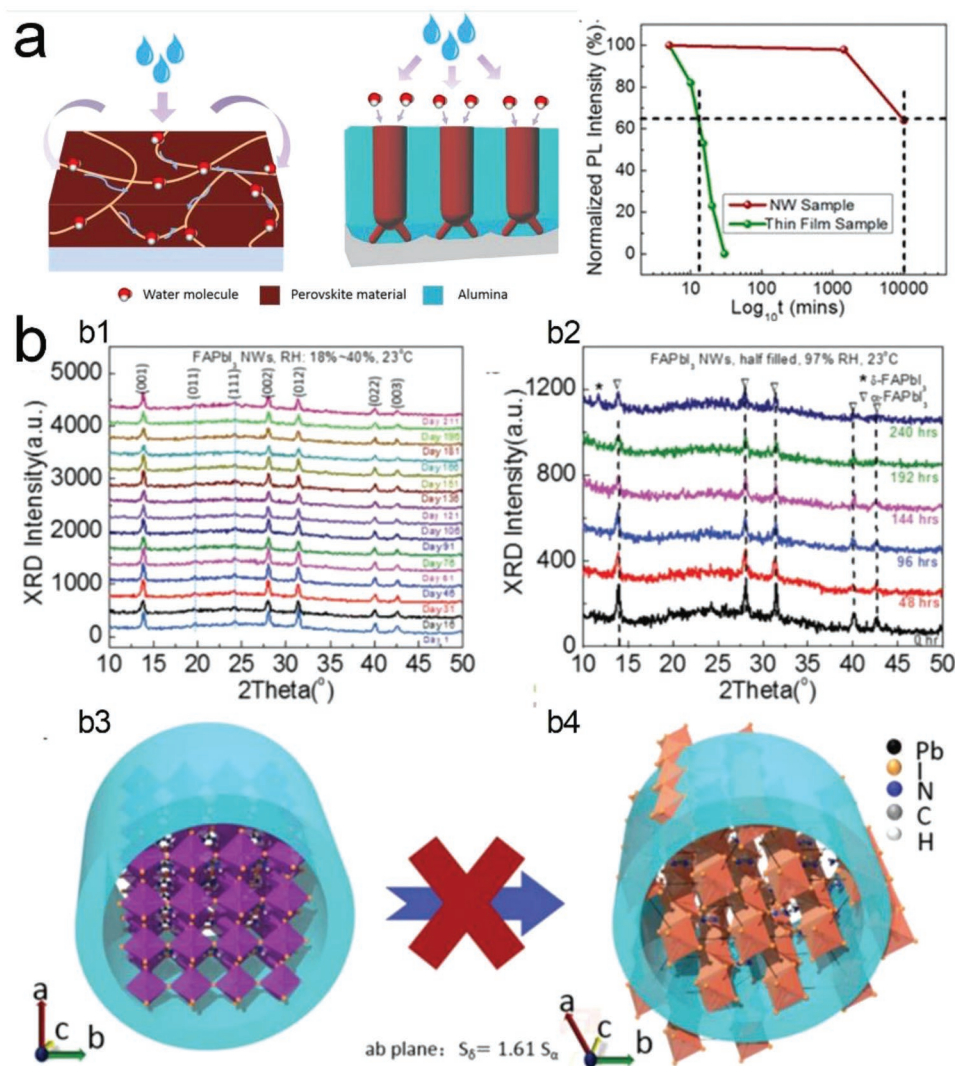 a
Water molecule
Perovskite material
Alumina
Normalized PL Intensity (%)
100
80
60
40
20
0
NW Sample
Thin Film Sample
10
100
1000
10000
Log₁₀t (mins)
b
b1
FAPbI₃ NWs, RH: 18%~40%, 23°C
XRD Intensity(a.u.)
5000
4000
3000
2000
1000
0
(001)
(011)
(111)
(002)
(012)
(022)
(003)
Day 211
Day 181
Day 166
Day 151
Day 136
Day 121
Day 106
Day 91
Day 76
Day 61
Day 46
Day 31
Day 16
Day 1
10 15 20 25 30 35 40 45 50
2Theta(°)
b2
FAPbI₃ NWs, half filled, 97% RH, 23°C
* δ-FAPbI₃
▽ α-FAPbI₃
XRD Intensity(a.u.)
1200
800
400
0
240 hrs
192 hrs
144 hrs
96 hrs
48 hrs
0 hr
10 15 20 25 30 35 40 45 50
2Theta(°)
b3
a
c
b
ab plane: S_δ= 1.61 S_α
b4
Pb
I
N
C
H
a
c
b